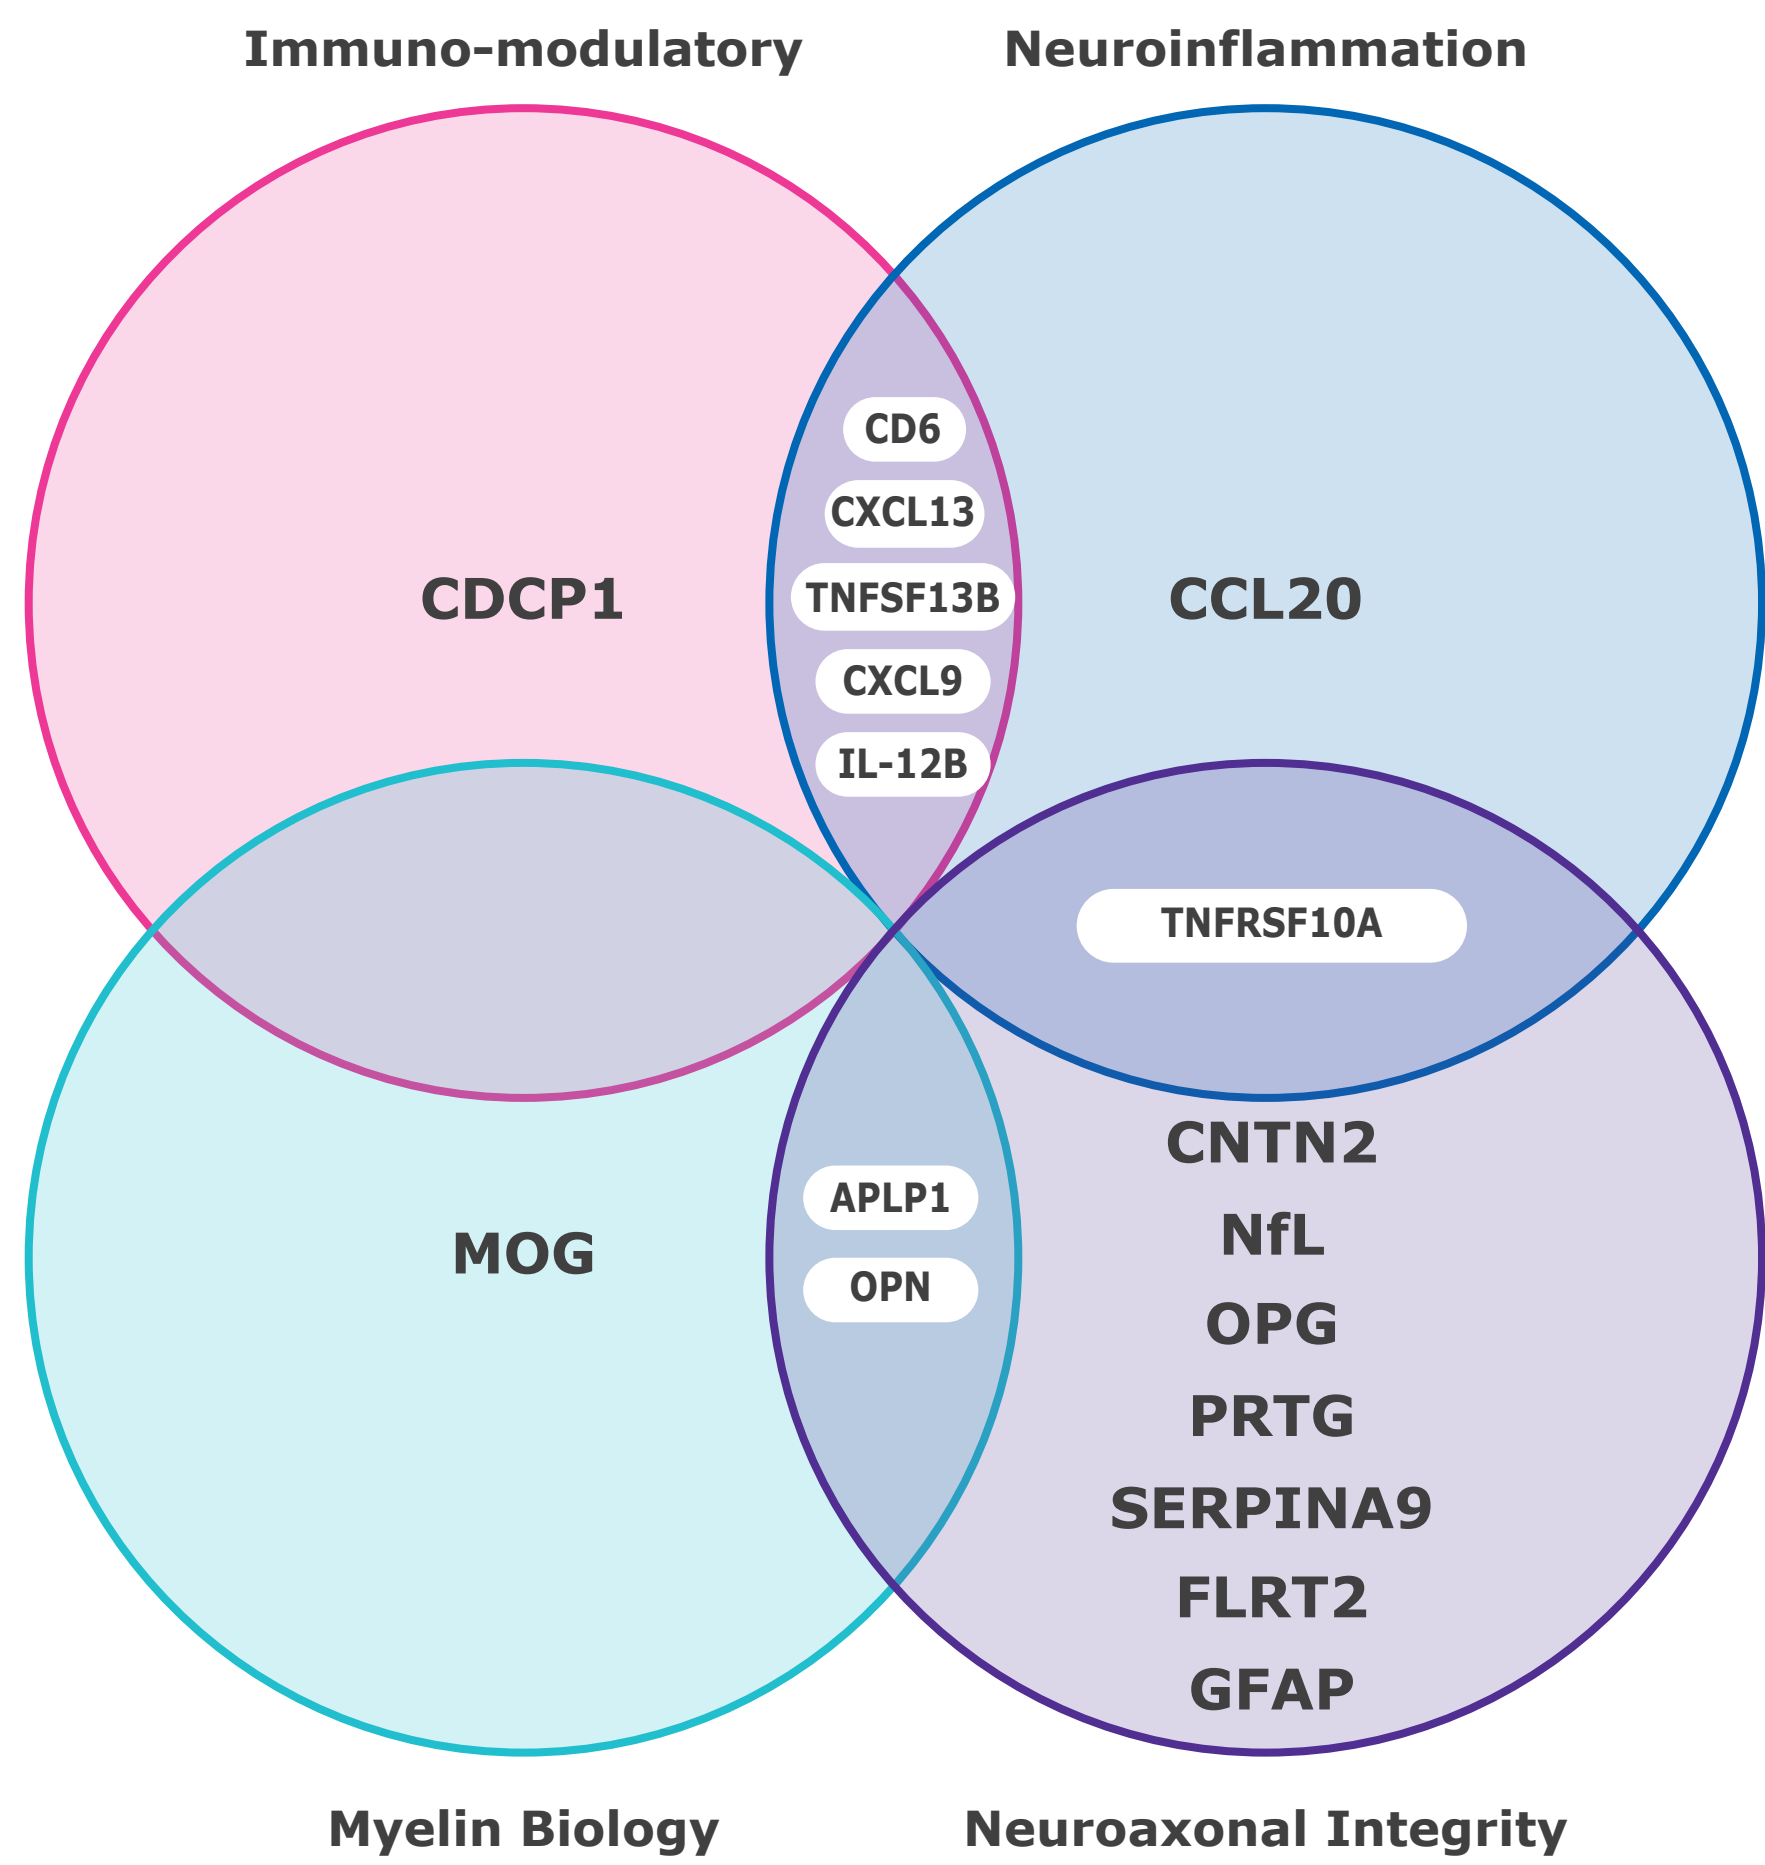 Immuno-modulatory
Neuroinflammation
CD6
CXCL13
CDCP1
TNFSF13B
CCL20
CXCL9
IL-12B
TNFRSF10A
CNTN2
APLP1
NfL
MOG
OPN
OPG
PRTG
SERPINA9
FLRT2
GFAP
Myelin Biology
Neuroaxonal Integrity